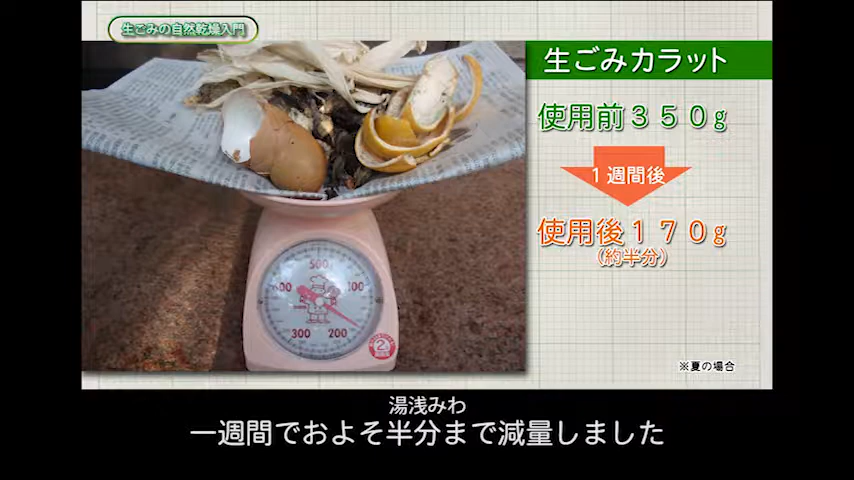 生ごみの自然乾燥入門
生ごみカラット
使用前３５０g
１週間後
使用後１７０g
（約半分）
500
400
100
300
200
2
※夏の場合
湯浅みわ
一週間でおよそ半分まで減量しました